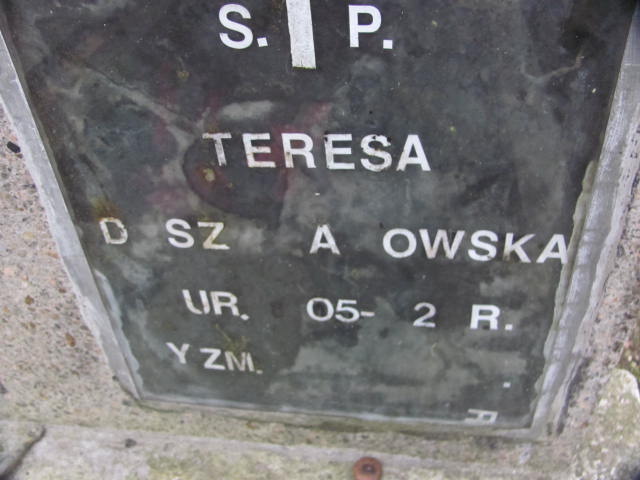 S. P.
TERESA
D SZ A OWSKA
UR. 05- 2 R.
Y ZM.
. R